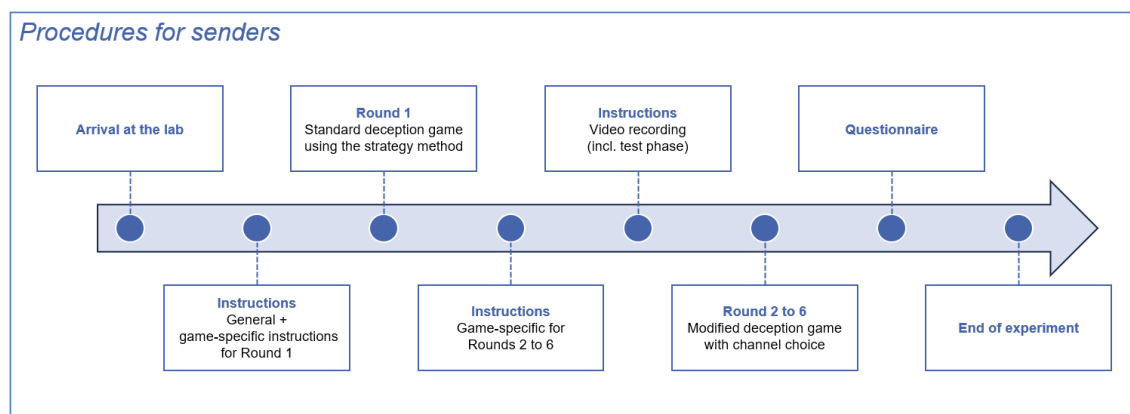 Procedures for senders
Arrival at the lab
Round 1
Standard deception game
using the strategy method
Instructions
Video recording
(incl. test phase)
Questionnaire
Instructions
General +
game-specific instructions
for Round 1
Instructions
Game-specific for
Rounds 2 to 6
Round 2 to 6
Modified deception game
with channel choice
End of experiment